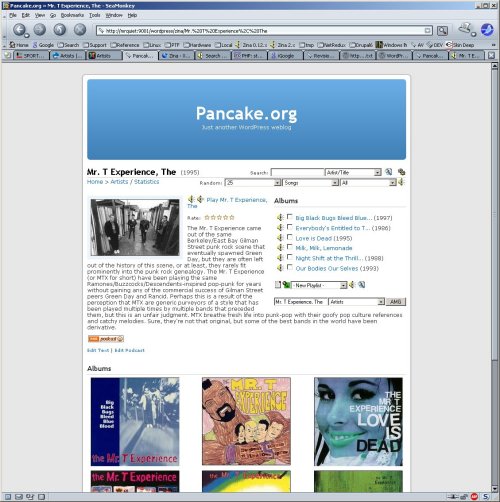 Pancake.org » Mr. T Experience, The - SeaMonkey
File Edit View Go Bookmarks Tools Window Help
Home Google Search Support Reference Linux PTF Hardware Local Zina 0.12.x Zina 2.x tmp NetRedux Drupal6 Windows AV DEV Skin Deep
SPORT... Artists Artists Pancak... Zina - Search PHP: st... Google Revisio... http... .txt WordPr... Pancak... Mr. T E...
Pancake.org
Just another WordPress weblog
Mr. T Experience, The (1995)
Search: Artist/Title
Home > Artists / Statistics
Random: 25 Songs All
Play Mr. T Experience, The
Rate:
The Mr. T Experience came
out of the same
Berkeley/East Bay Gilman
Street punk rock scene that
eventually spawned Green
Day, but they are often left
out of the history of this scene, or at least, they rarely fit
prominently into the punk rock genealogy. The Mr. T Experience
(or MTX for short) have been playing the same
Ramones/Buzzcocks/Descendents-inspired pop-punk for years
without gaining any of the commercial success of Gilman Street
peers Green Day and Rancid. Perhaps this is a result of the
perception that MTX are generic purveyors of a style that has
been played multiple times by multiple bands that preceded
them, but this is an unfair judgment. MTX breathe fresh life into punk-pop with their goofy pop culture references
and catchy melodies. Sure, they're not that original, but some of the best bands in the world have been
derivative.
podcast
Edit Text | Edit Podcast
Albums
Big Black Bugs Bleed Blue... (1997)
Everybody's Entitled to T... (1986)
Love is Dead (1995)
Milk, Milk, Lemonade
Night Shift at the Thrill... (1988)
Our Bodies Our Selves (1993)
- New Playlist -
Mr. T Experience, The Artists AMG
Albums
Big
Black
Bugs
Bleed
Blue
Blood
the Mr. T Experience
MR. T
EXPERIENCE
THE
MR T
EXPERIENCE
LOVE
IS
DEAD
the Mr. T Experience